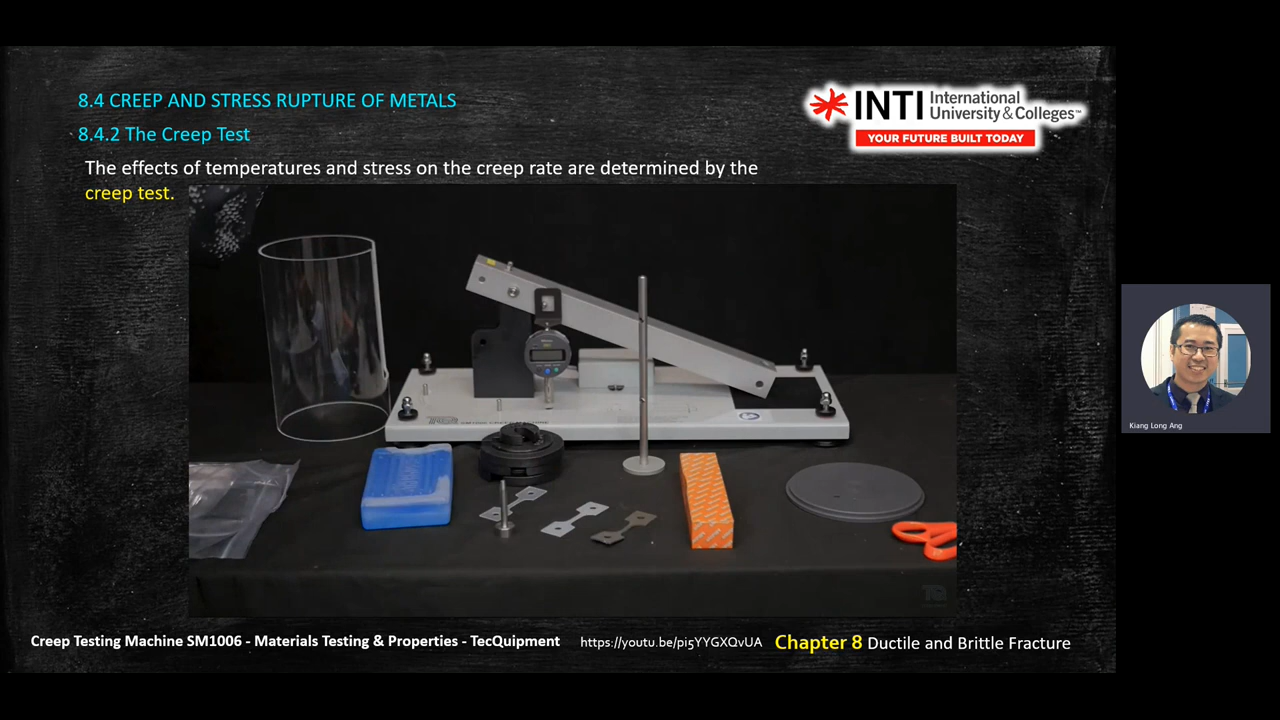 8.4 CREEP AND STRESS RUPTURE OF METALS
INTI International
University & Colleges™
YOUR FUTURE BUILT TODAY
8.4.2 The Creep Test
The effects of temperatures and stress on the creep rate are determined by the
creep test.
Kiang Long Ang
Creep Testing Machine SM1006 - Materials Testing & Properties - TecQuipment
https://youtu.be/pi5YYGXQvUA
Chapter 8 Ductile and Brittle Fracture